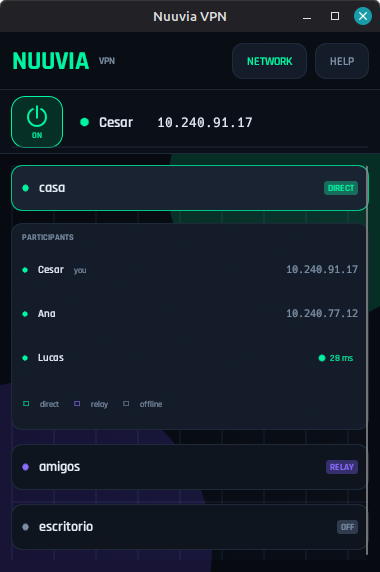 Nuuvia VPN
NUUVIA VPN NETWORK HELP
ON
Cesar 10.240.91.17
casa DIRECT
PARTICIPANTS
Cesar you 10.240.91.17
Ana 10.240.77.12
Lucas 28 ms
direct relay offline
amigos RELAY
escritorio OFF